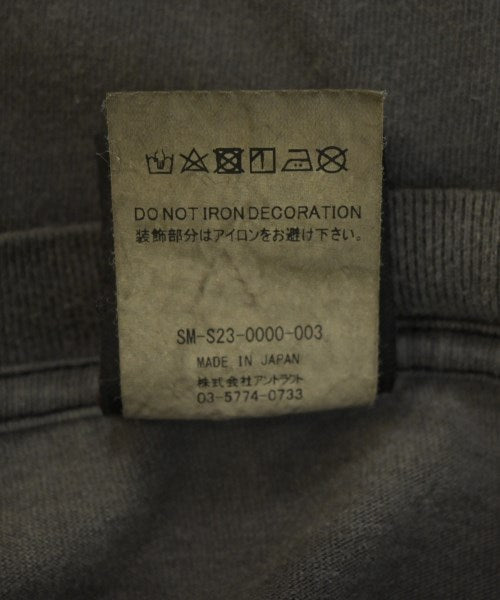 DO NOT IRON DECORATION
装飾部分はアイロンをお避け下さい。
SM-S23-0000-003
MADE IN JAPAN
株式会社アントラクト
03-5774-0733